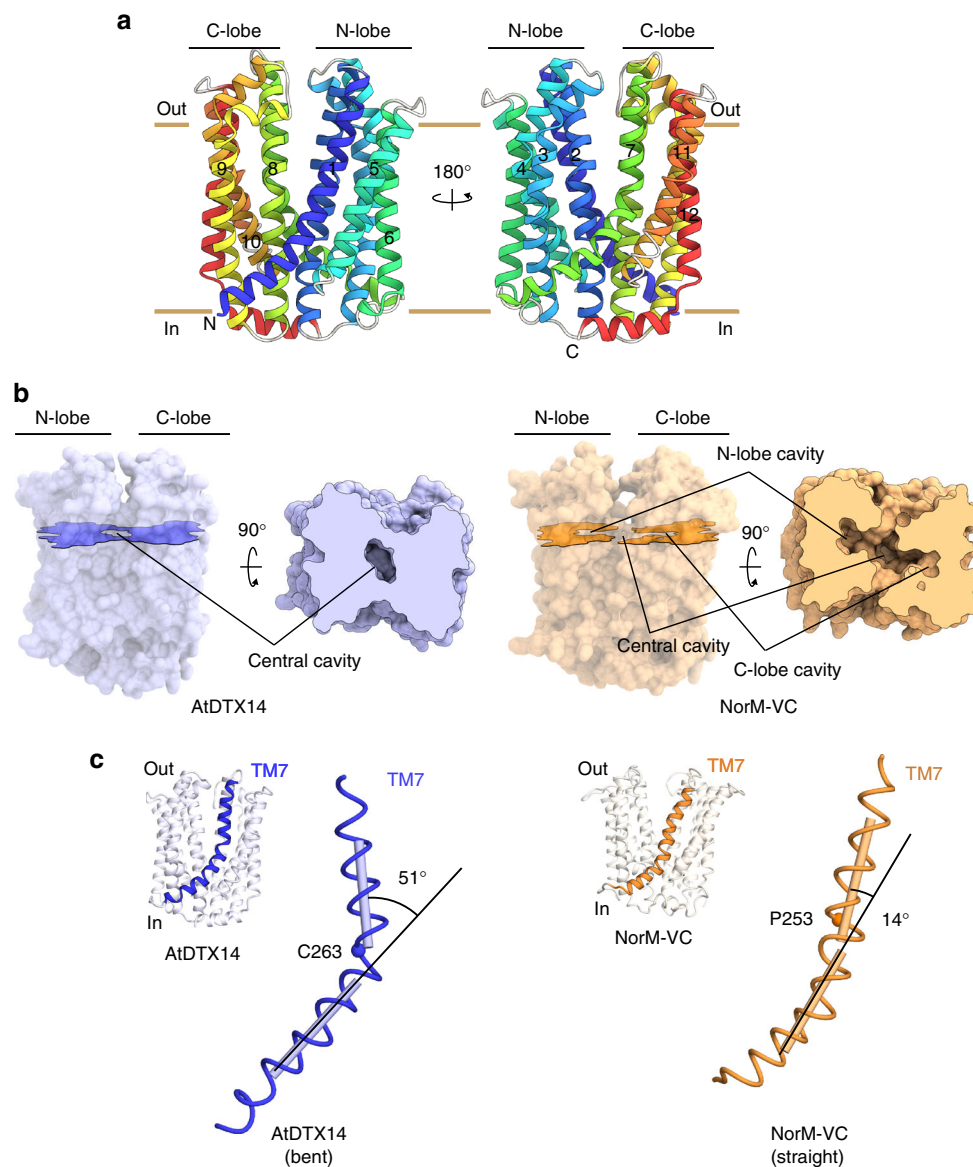 a
C-lobe N-lobe N-lobe C-lobe
Out Out
9 8 1 5 10 6
180°
4 3 2 7 11 12
In In
N
C
b
N-lobe C-lobe N-lobe C-lobe
N-lobe cavity
90° 90°
Central cavity Central cavity
C-lobe cavity
AtDTX14 NorM-VC
c
Out TM7 TM7 Out TM7 TM7
51°
In In
C263 P253 14°
AtDTX14 NorM-VC
AtDTX14 NorM-VC
(bent) (straight)